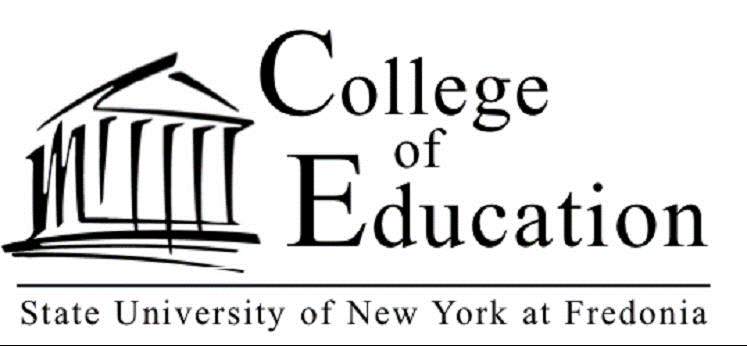 College
of
Education
State University of New York at Fredonia